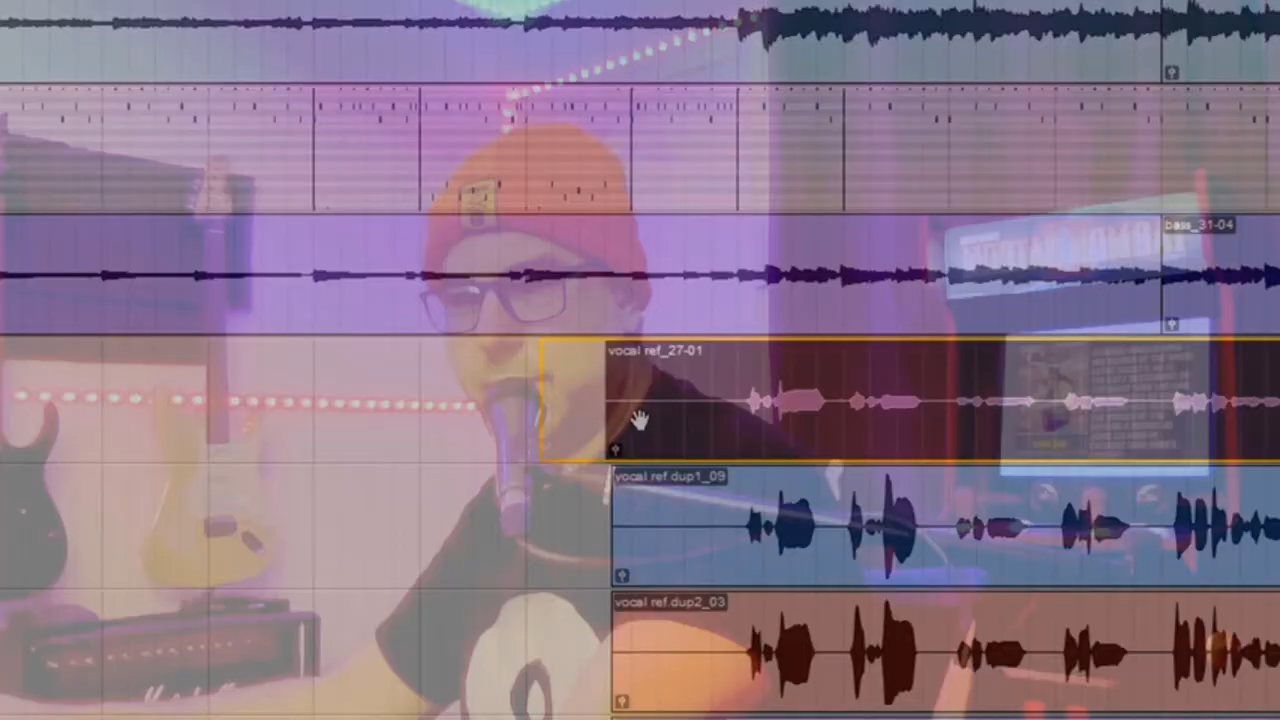 bass_31-04
vocal ref_27-01
vocal ref.dup1_09
vocal ref.dup2_03